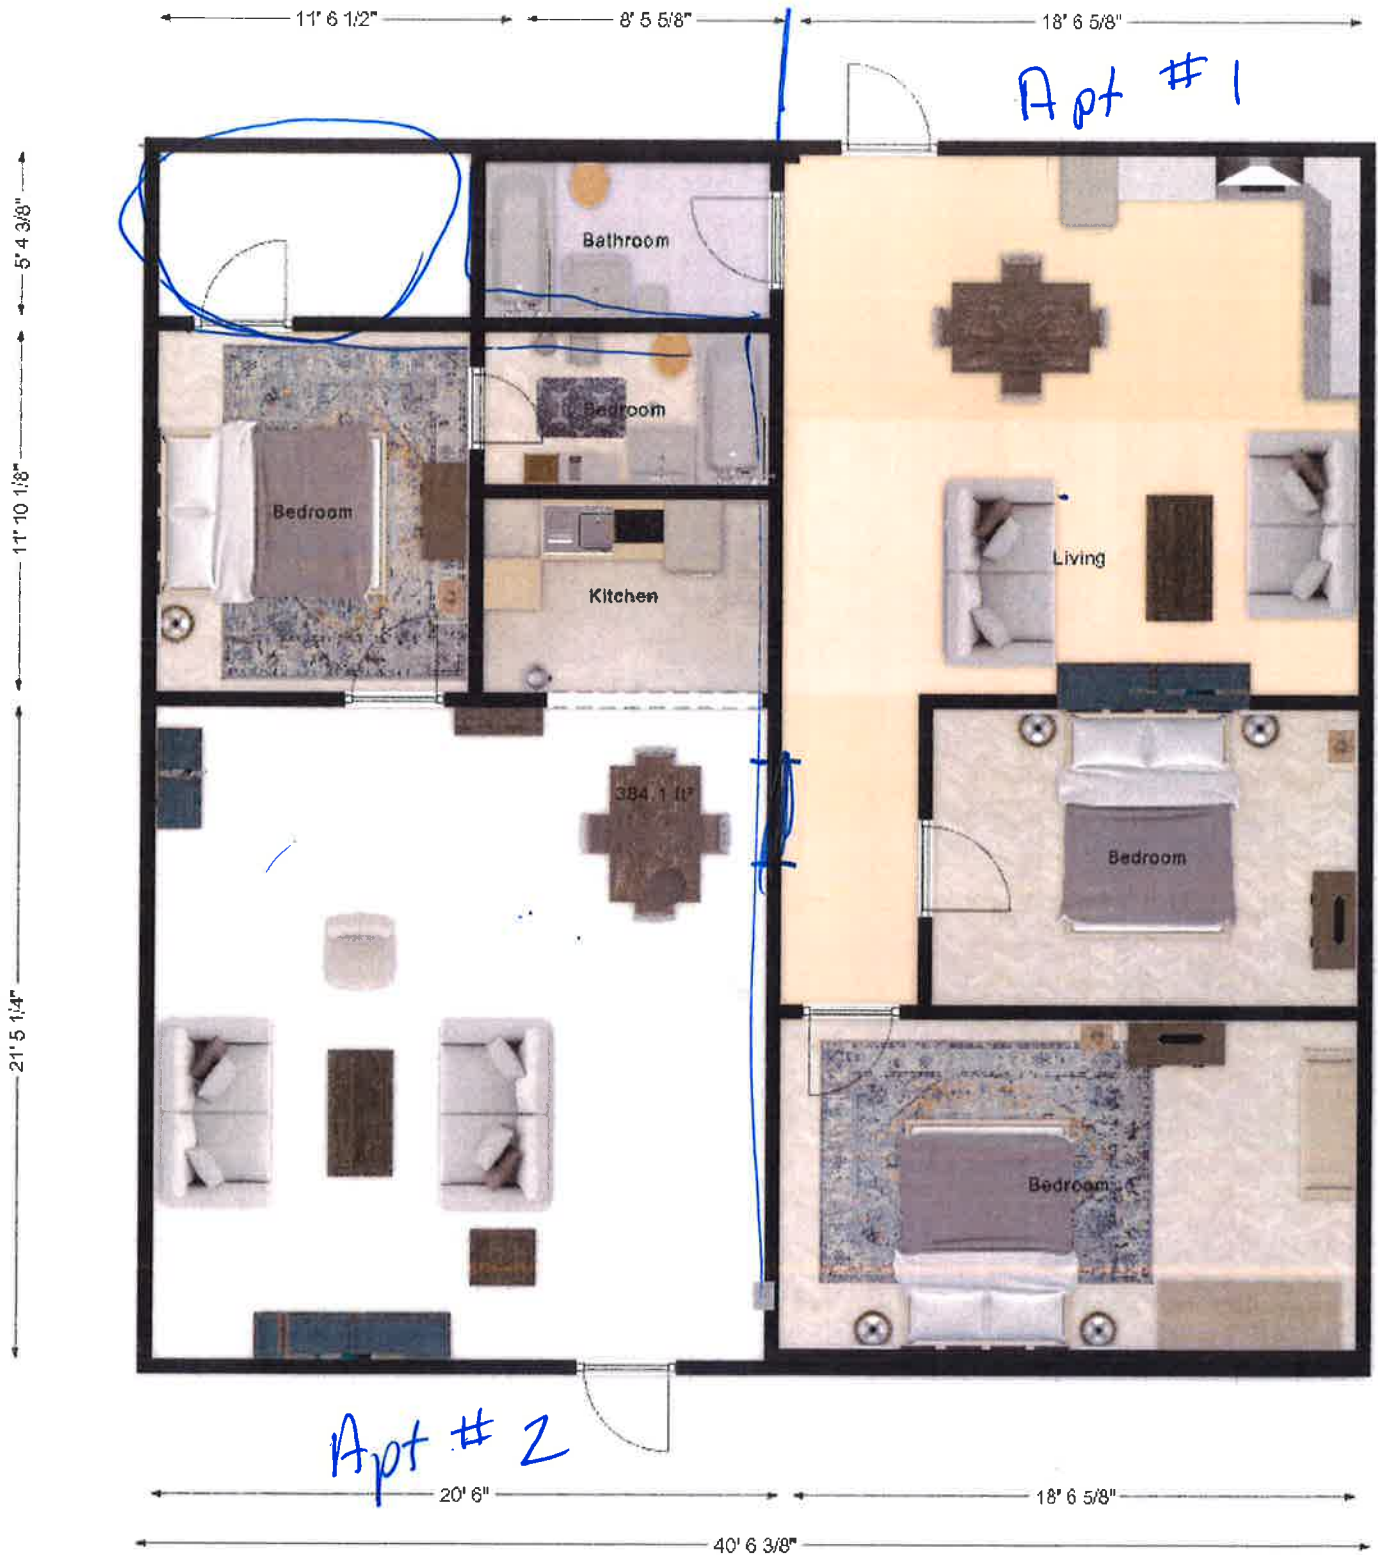 11' 6 1/2"
8' 5 5/8"
18' 6 5/8"
Apt # 1
5' 4 3/8"
Bathroom
Bedroom
11' 10 1/8"
Bedroom
Kitchen
Living
384.1 ft²
Bedroom
21' 5 1/4"
Bedroom
Apt # 2
20' 6"
18' 6 5/8"
40' 6 3/8"